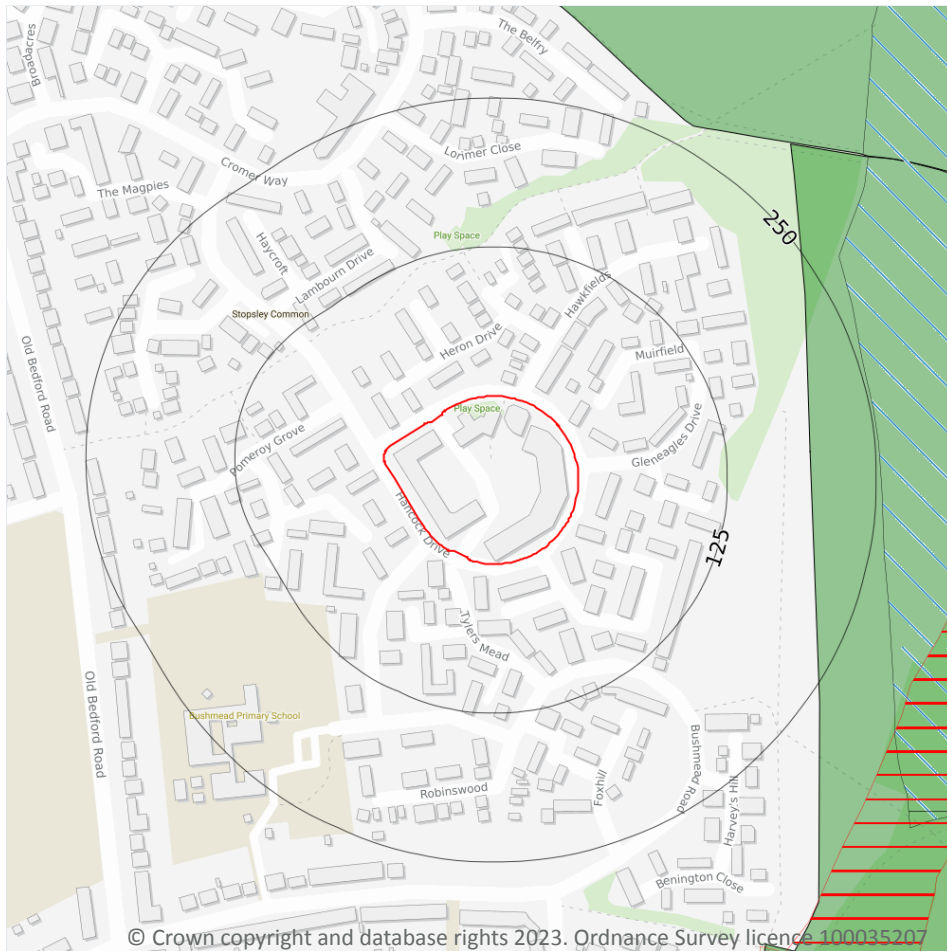 The Belfry
Broadacres
Lorimer Close
Cromer Way
The Magpies
250
Play Space
Haycroft
Lambourn Drive
Hawkfields
Stopsley Common
Heron Drive
Old Bedford Road
Muirfield
Play Space
Gleneagles Drive
Pomeroy Grove
Hancock Drive
125
Tylers Mead
Old Bedford Road
Bushmead Primary School
Bushmead Road
Foxhill
Robinswood
Harvey's Hill
Benington Close
© Crown copyright and database rights 2023. Ordnance Survey licence 100035207